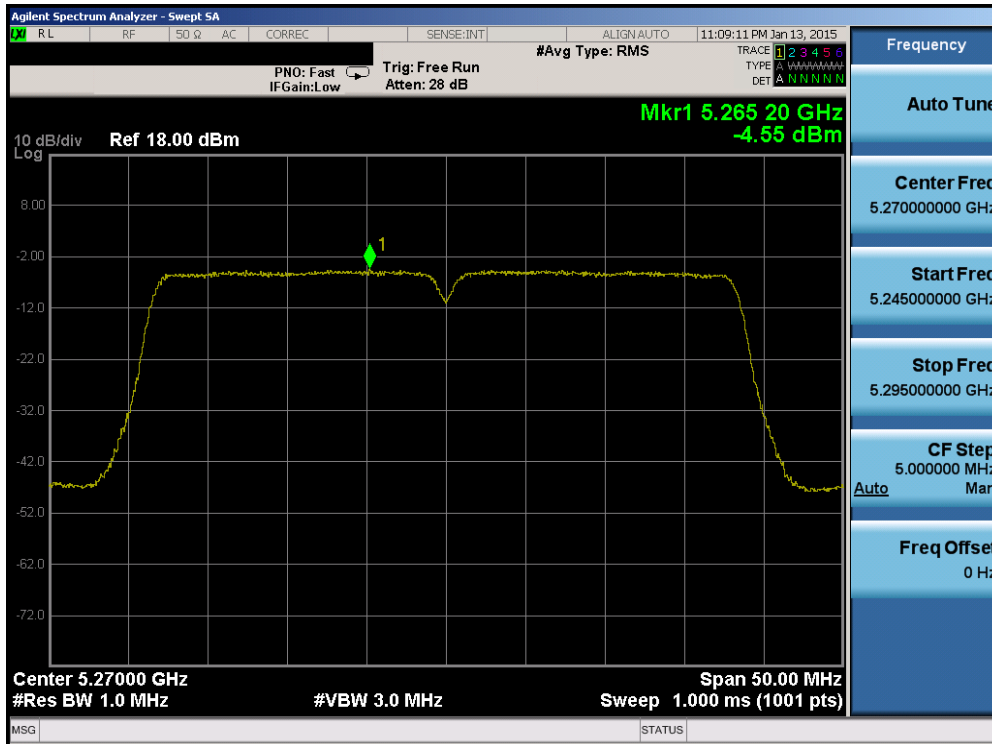 Agilent Spectrum Analyzer - Swept SA
LXI RL RF 50 Ω AC CORREC SENSE:INT ALIGN AUTO 11:09:11 PM Jan 13, 2015
#Avg Type: RMS
TRACE 1 2 3 4 5 6
PNO: Fast Trig: Free Run
TYPE A WWWWW
IFGain:Low Atten: 28 dB
DET A N N N N N
Mkr1 5.265 20 GHz
-4.55 dBm
10 dB/div Ref 18.00 dBm
Log
1
8.00
-2.00
-12.0
-22.0
-32.0
-42.0
-52.0
-62.0
-72.0
Center 5.27000 GHz Span 50.00 MHz
#Res BW 1.0 MHz #VBW 3.0 MHz Sweep 1.000 ms (1001 pts)
MSG STATUS
Frequency
Auto Tune
Center Freq
5.270000000 GHz
Start Freq
5.245000000 GHz
Stop Freq
5.295000000 GHz
CF Step
5.000000 MHz
Auto Man
Freq Offset
0 Hz